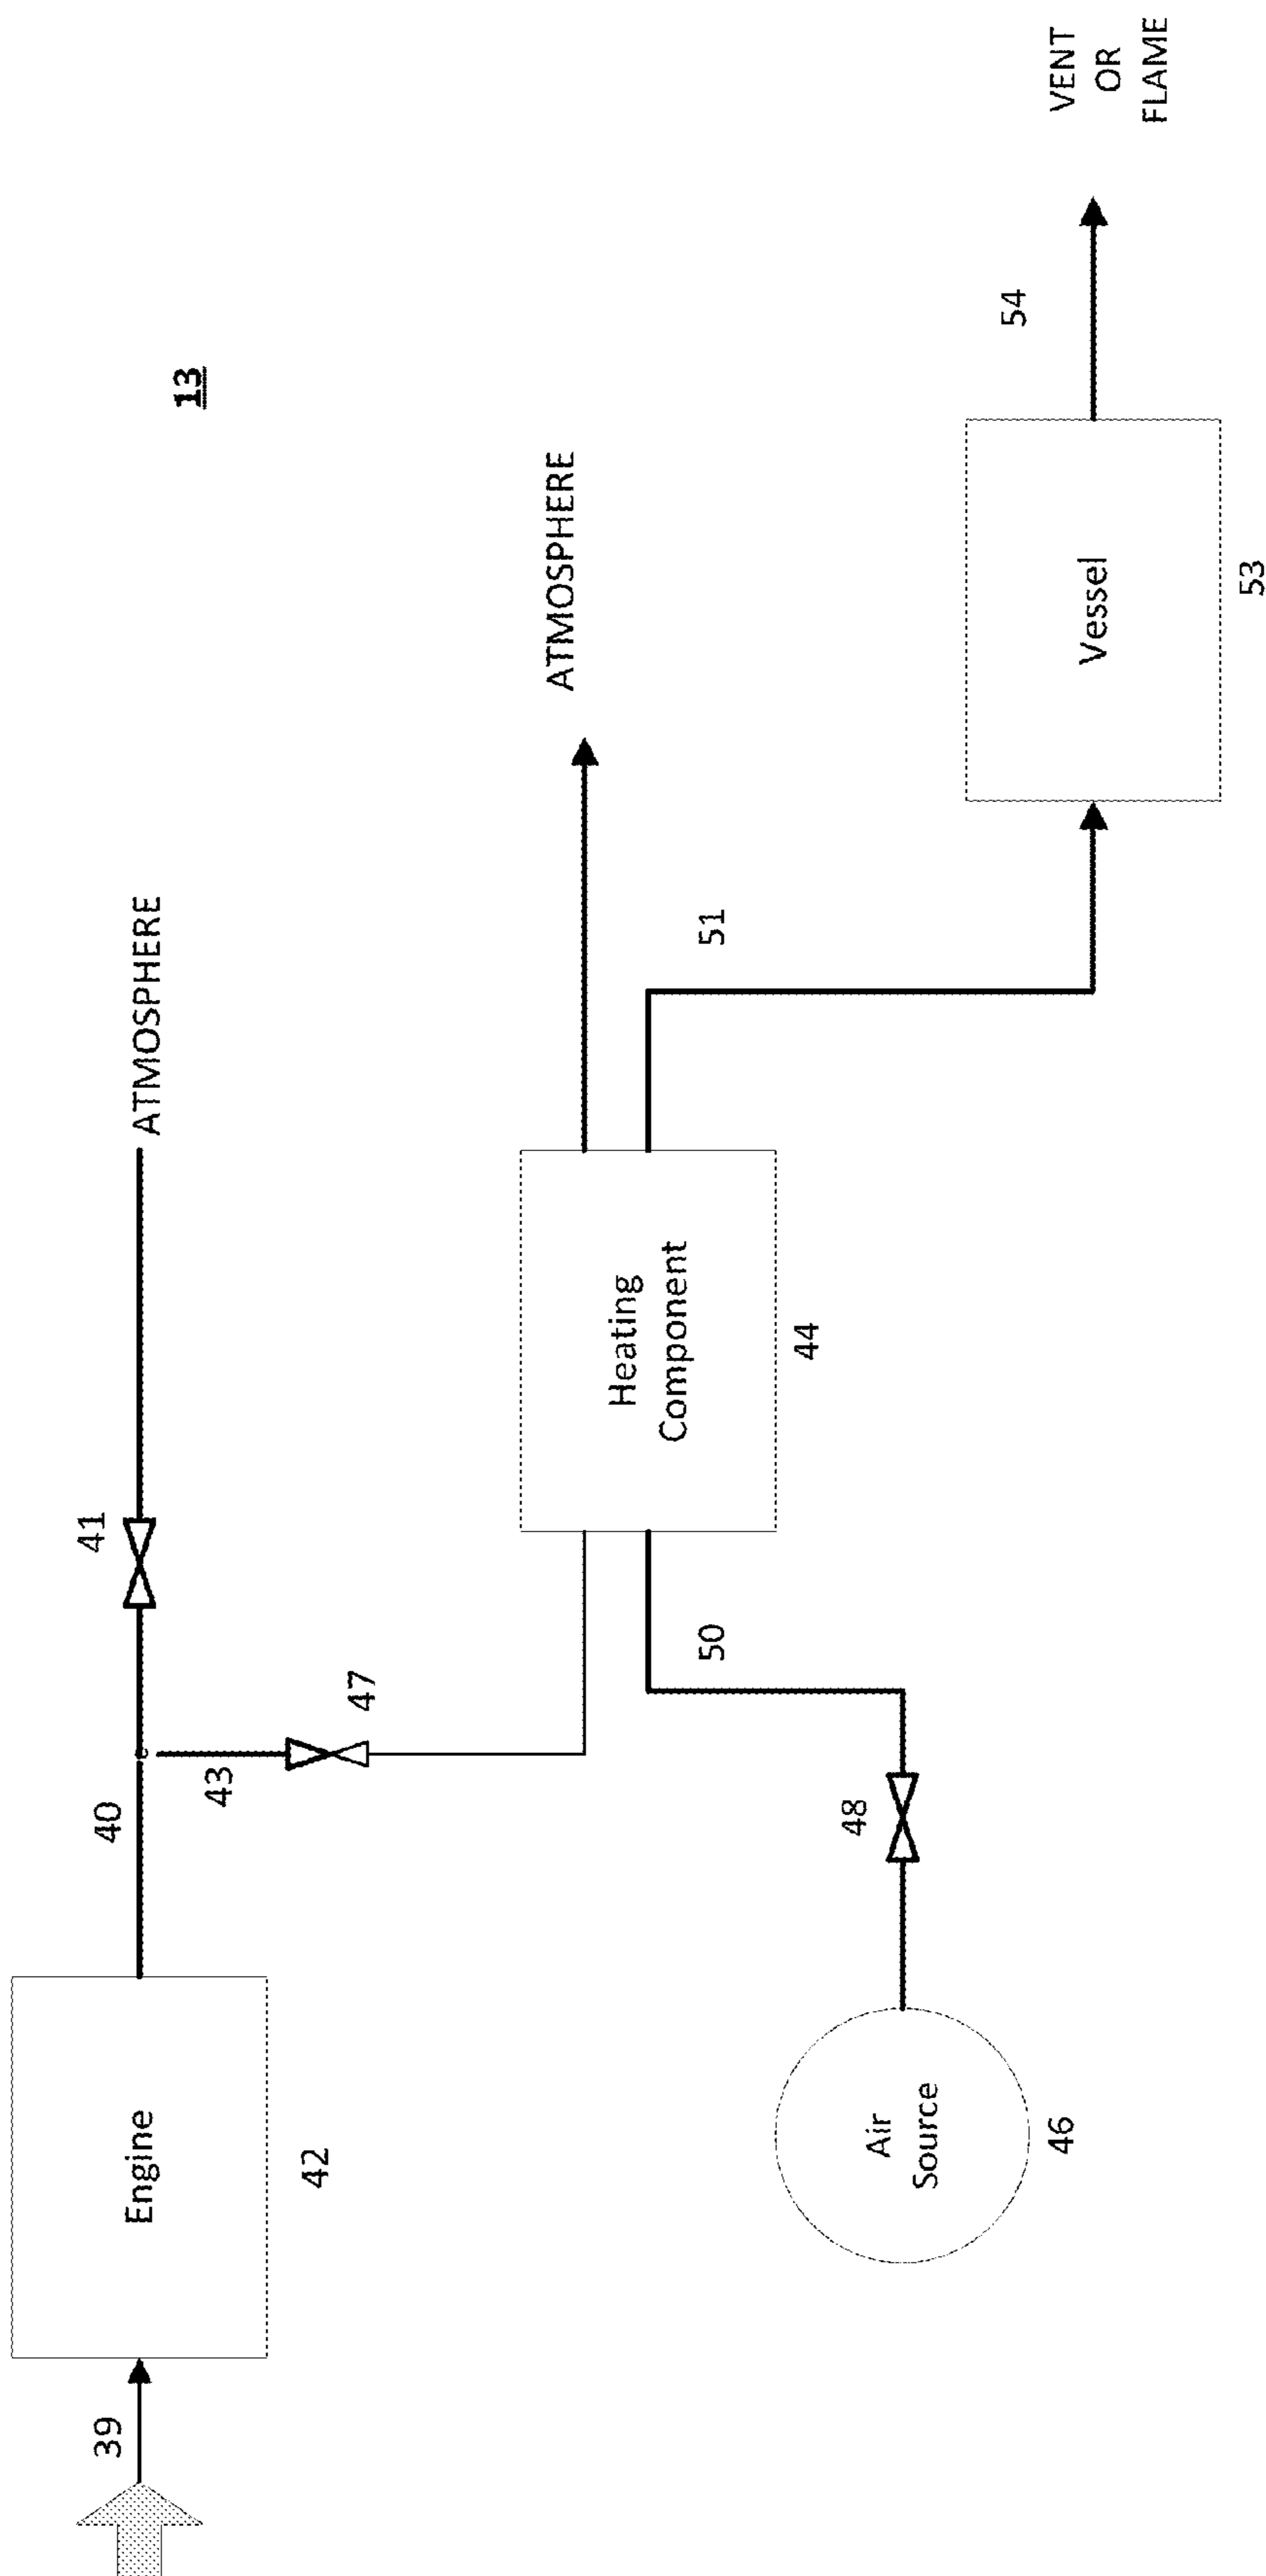 13
39
Engine
42
40
41
ATMOSPHERE
43
47
Air
Source
46
48
50
Heating
Component
44
ATMOSPHERE
51
Vessel
53
54
VENT
OR
FLAME